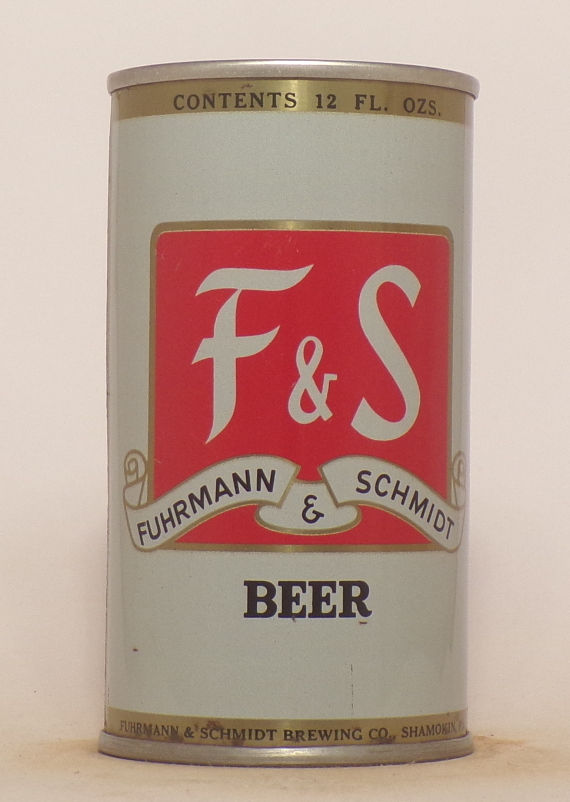 CONTENTS 12 FL. OZS.
F & S
FUHRMANN & SCHMIDT
BEER
FUHRMANN & SCHMIDT BREWING CO., SHAMOKIN,